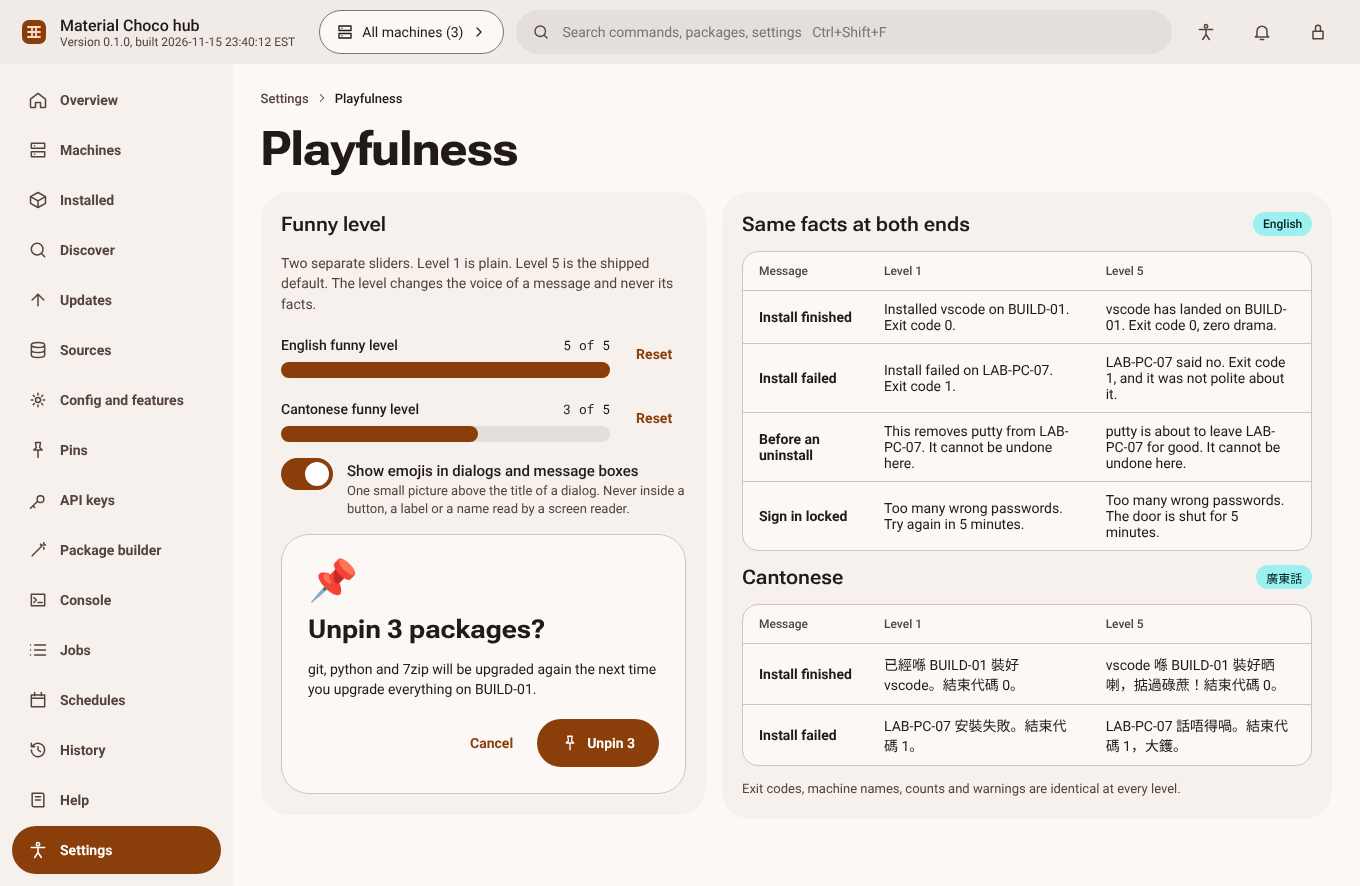 Material Choco hub
Version 0.1.0, built 2026-11-15 23:40:12 EST
All machines (3)
Search commands, packages, settings Ctrl+Shift+F
Overview
Machines
Installed
Discover
Updates
Sources
Config and features
Pins
API keys
Package builder
Console
Jobs
Schedules
History
Help
Settings
Settings > Playfulness
Playfulness
Funny level
Two separate sliders. Level 1 is plain. Level 5 is the shipped
default. The level changes the voice of a message and never its
facts.
English funny level 5 of 5
Reset
Cantonese funny level 3 of 5
Reset
Show emojis in dialogs and message boxes
One small picture above the title of a dialog. Never inside a
button, a label or a name read by a screen reader.
Unpin 3 packages?
git, python and 7zip will be upgraded again the next time
you upgrade everything on BUILD-01.
Cancel
Unpin 3
Same facts at both ends
English
Message Level 1 Level 5
Install finished
Installed vscode on BUILD-01.
Exit code 0.
vscode has landed on BUILD-
01. Exit code 0, zero drama.
Install failed
Install failed on LAB-PC-07.
Exit code 1.
LAB-PC-07 said no. Exit code
1, and it was not polite about
it.
Before an
uninstall
This removes putty from LAB-
PC-07. It cannot be undone
here.
putty is about to leave LAB-
PC-07 for good. It cannot be
undone here.
Sign in locked
Too many wrong passwords.
Try again in 5 minutes.
Too many wrong passwords.
The door is shut for 5
minutes.
Cantonese
廣東話
Message Level 1 Level 5
Install finished
已經喺 BUILD-01 裝好
vscode。結束代碼 0。
vscode 喺 BUILD-01 裝好晒
喇，掂過碌蔗！結束代碼 0。
Install failed
LAB-PC-07 安裝失敗。結束代
碼 1。
LAB-PC-07 話唔得喎。結束代
碼 1，大鑊。
Exit codes, machine names, counts and warnings are identical at every level.